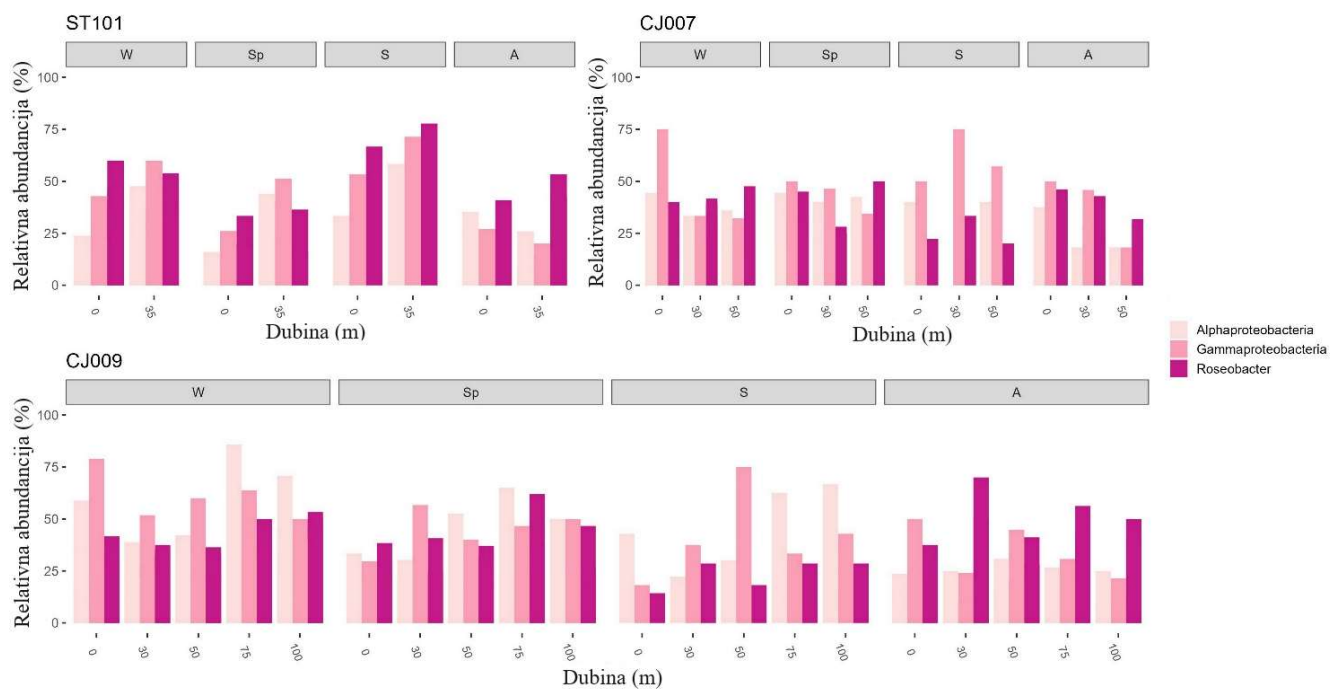 ST101
W Sp S A
Relativna abundancija (%)
100
75
50
25
0
0 35 0 35 0 35 0 35
Dubina (m)
CJ007
W Sp S A
Relativna abundancija (%)
100
75
50
25
0
0 30 50 0 30 50 0 30 50 0 30 50
Dubina (m)
Alphaproteobacteria
Gammaproteobacteria
Roseobacter
CJ009
W Sp S A
Relativna abundancija (%)
100
75
50
25
0
0 30 50 75 100 0 30 50 75 100 0 30 50 75 100 0 30 50 75 100
Dubina (m)